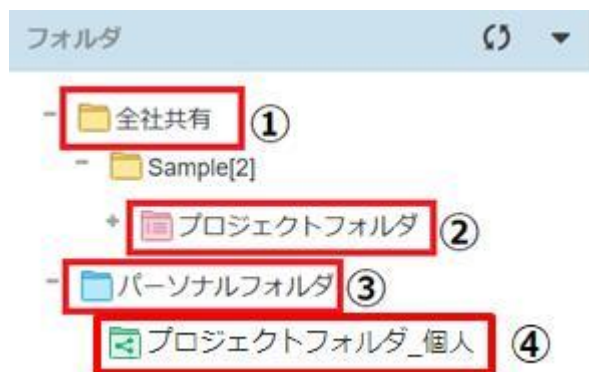 フォルダ
全社共有 ①
Sample[2]
プロジェクトフォルダ ②
パーソナルフォルダ ③
プロジェクトフォルダ_個人 ④